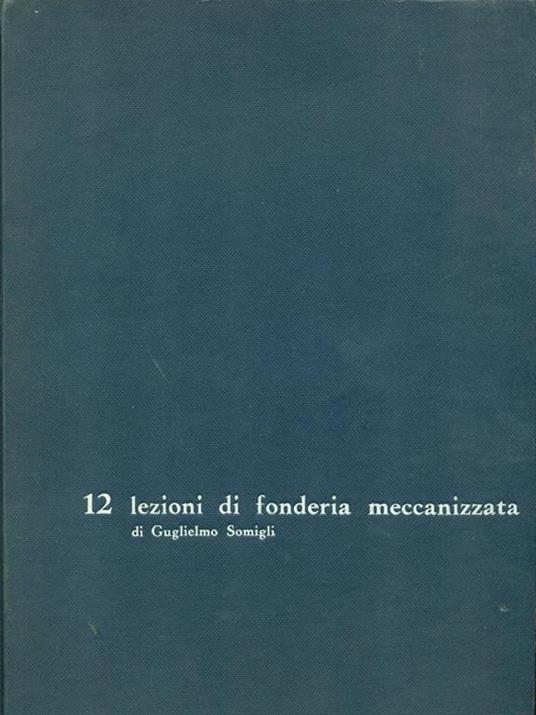 12 lezioni di fonderia meccanizzata
di Guglielmo Somigli